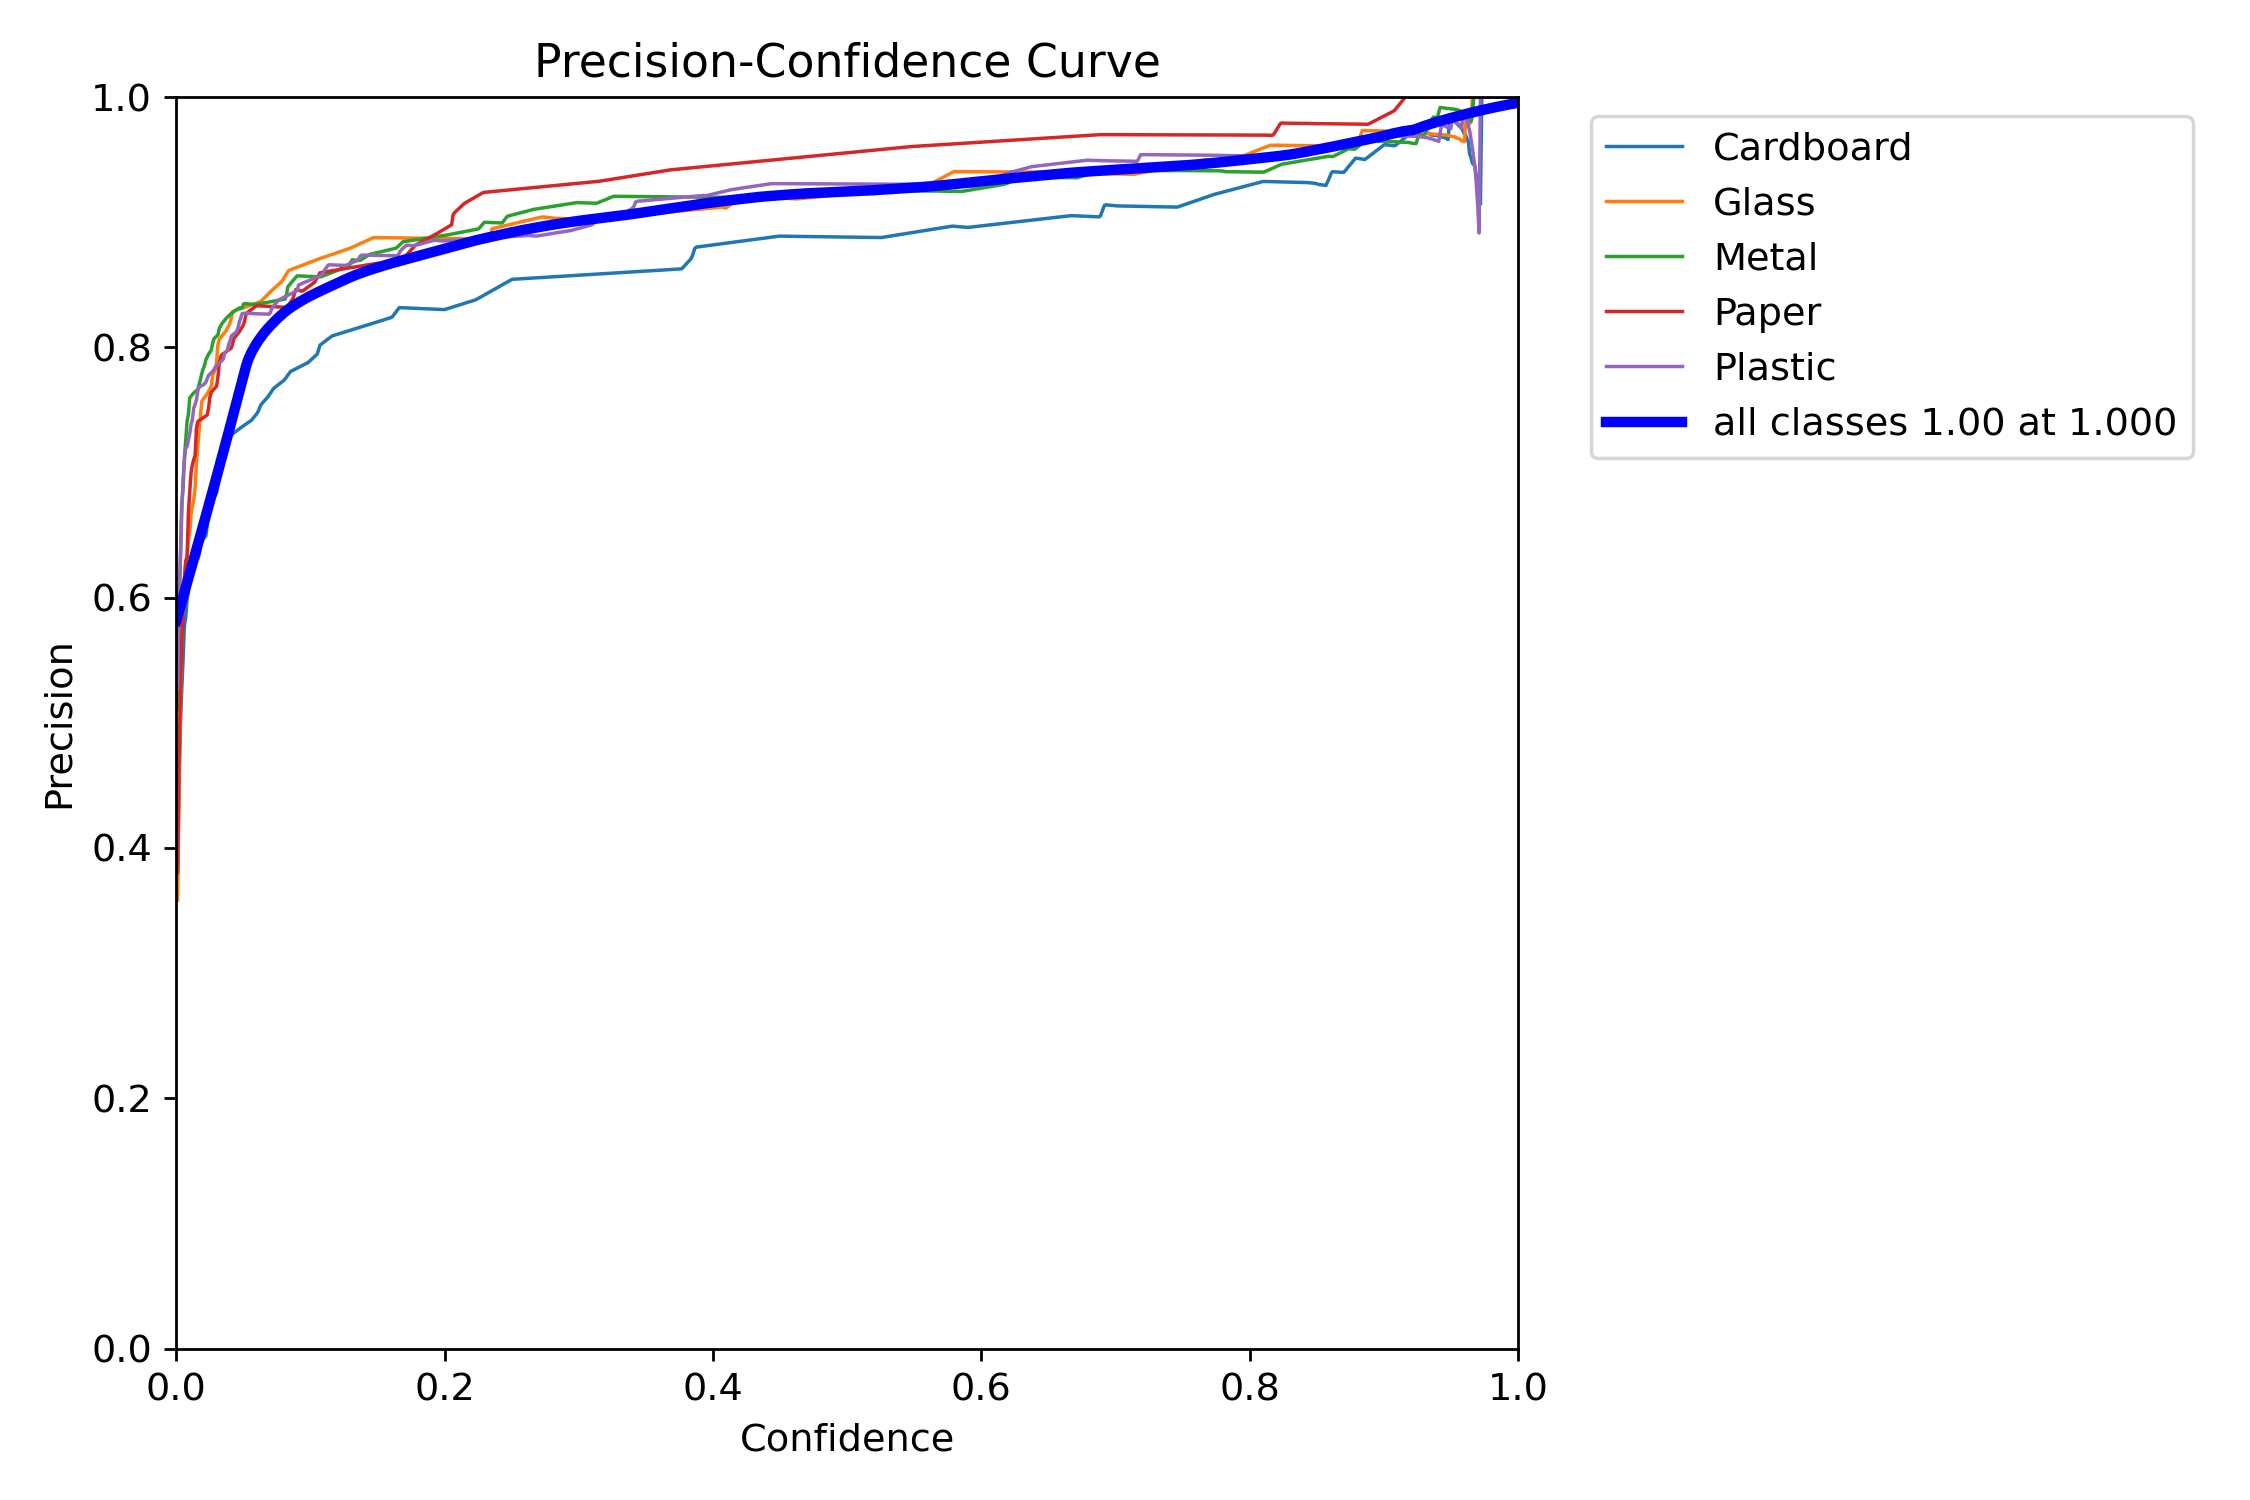 Precision-Confidence Curve
1.0
0.8
0.6
0.4
0.2
0.0
Precision
0.0 0.2 0.4 0.6 0.8 1.0
Confidence
Cardboard
Glass
Metal
Paper
Plastic
all classes 1.00 at 1.000